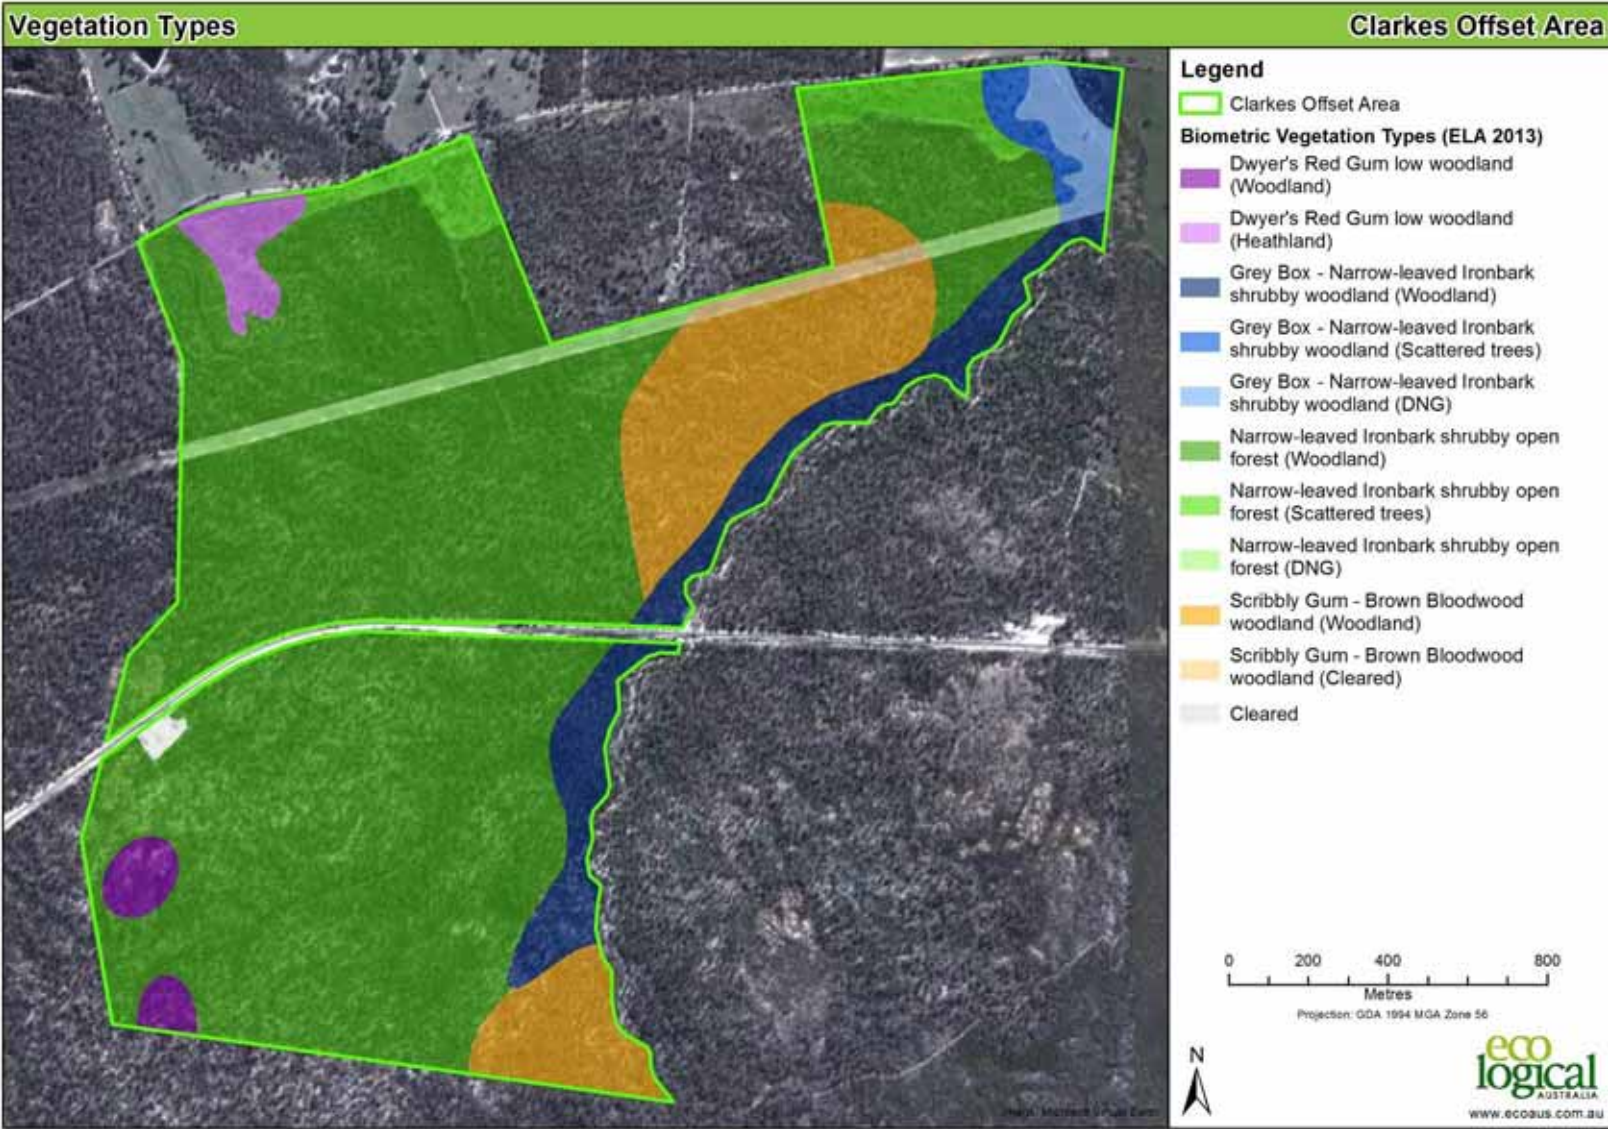 Vegetation Types
Clarkes Offset Area
Legend
Clarkes Offset Area
Biometric Vegetation Types (ELA 2013)
Dwyer's Red Gum low woodland
(Woodland)
Dwyer's Red Gum low woodland
(Heathland)
Grey Box - Narrow-leaved Ironbark
shrubby woodland (Woodland)
Grey Box - Narrow-leaved Ironbark
shrubby woodland (Scattered trees)
Grey Box - Narrow-leaved Ironbark
shrubby woodland (DNG)
Narrow-leaved Ironbark shrubby open
forest (Woodland)
Narrow-leaved Ironbark shrubby open
forest (Scattered trees)
Narrow-leaved Ironbark shrubby open
forest (DNG)
Scribbly Gum - Brown Bloodwood
woodland (Woodland)
Scribbly Gum - Brown Bloodwood
woodland (Cleared)
Cleared
0 200 400 800
Metres
Projection: GDA 1994 MGA Zone 56
N
eco
logical
AUSTRALIA
www.ecoaus.com.au